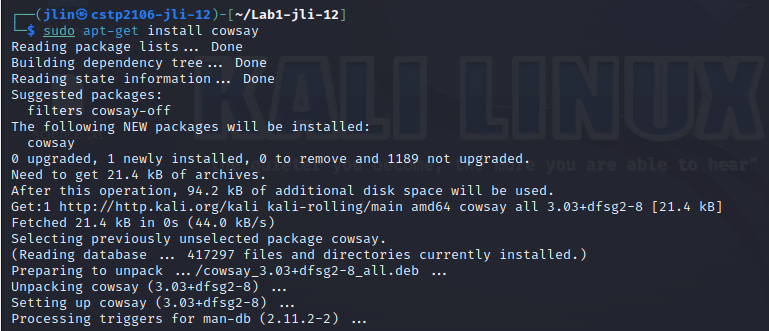 ┌──(jlin㉿cstp2106-jli-12)-[~/Lab1-jli-12]
└─$ sudo apt-get install cowsay
Reading package lists... Done
Building dependency tree... Done
Reading state information... Done
Suggested packages:
  filters cowsay-off
The following NEW packages will be installed:
  cowsay
0 upgraded, 1 newly installed, 0 to remove and 1189 not upgraded.
Need to get 21.4 kB of archives.
After this operation, 94.2 kB of additional disk space will be used.
Get:1 http://http.kali.org/kali kali-rolling/main amd64 cowsay all 3.03+dfsg2-8 [21.4 kB]
Fetched 21.4 kB in 0s (44.0 kB/s)
Selecting previously unselected package cowsay.
(Reading database ... 417297 files and directories currently installed.)
Preparing to unpack .../cowsay_3.03+dfsg2-8_all.deb ...
Unpacking cowsay (3.03+dfsg2-8) ...
Setting up cowsay (3.03+dfsg2-8) ...
Processing triggers for man-db (2.11.2-2) ...
KALI LINUX
you are able to hear"